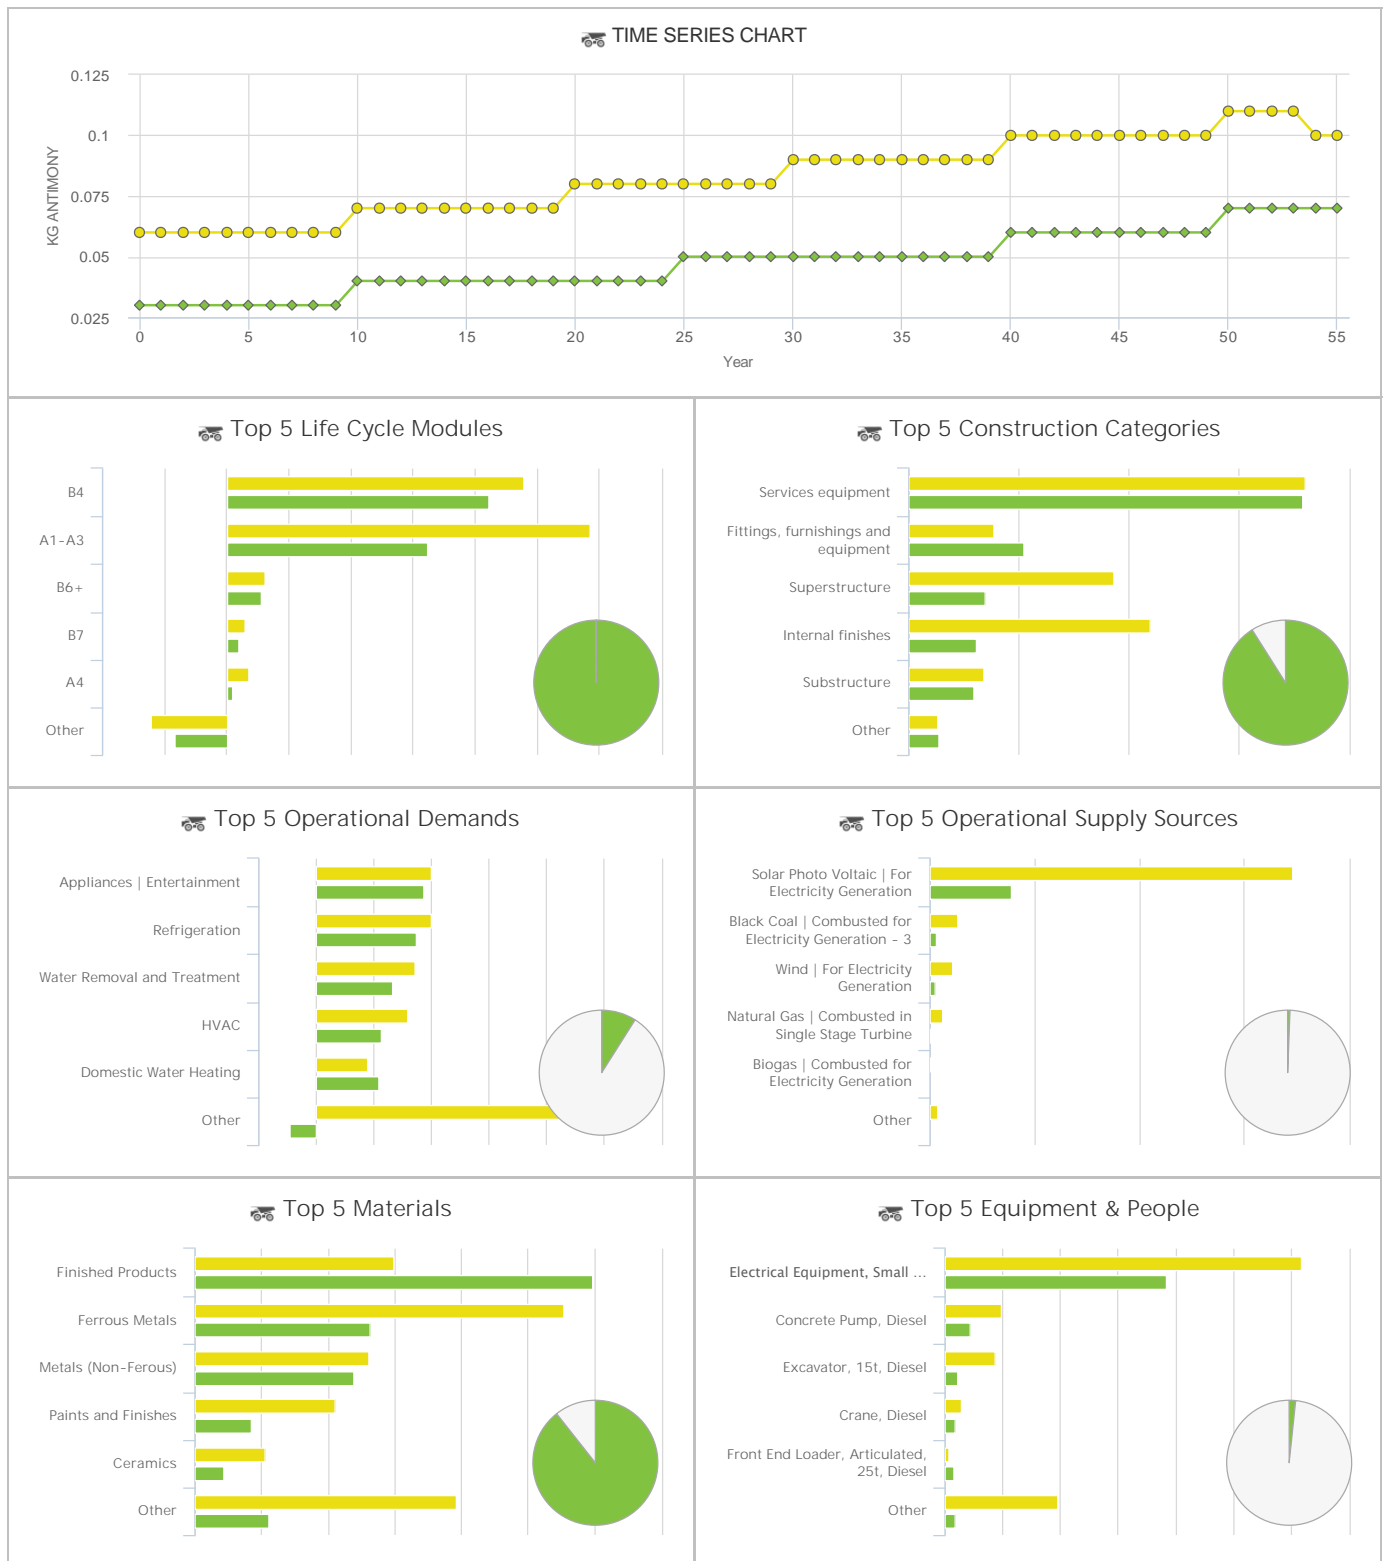 TIME SERIES CHART
KG ANTIMONY
0.125
0.1
0.075
0.05
0.025
0 5 10 15 20 25 30 35 40 45 50 55
Year
Top 5 Life Cycle Modules
B4
A1-A3
B6+
B7
A4
Other
Top 5 Construction Categories
Services equipment
Fittings, furnishings and
equipment
Superstructure
Internal finishes
Substructure
Other
Top 5 Operational Demands
Appliances | Entertainment
Refrigeration
Water Removal and Treatment
HVAC
Domestic Water Heating
Other
Top 5 Operational Supply Sources
Solar Photo Voltaic | For
Electricity Generation
Black Coal | Combusted for
Electricity Generation - 3
Wind | For Electricity
Generation
Natural Gas | Combusted in
Single Stage Turbine
Biogas | Combusted for
Electricity Generation
Other
Top 5 Materials
Finished Products
Ferrous Metals
Metals (Non-Ferous)
Paints and Finishes
Ceramics
Other
Top 5 Equipment & People
Electrical Equipment, Small ...
Concrete Pump, Diesel
Excavator, 15t, Diesel
Crane, Diesel
Front End Loader, Articulated,
25t, Diesel
Other